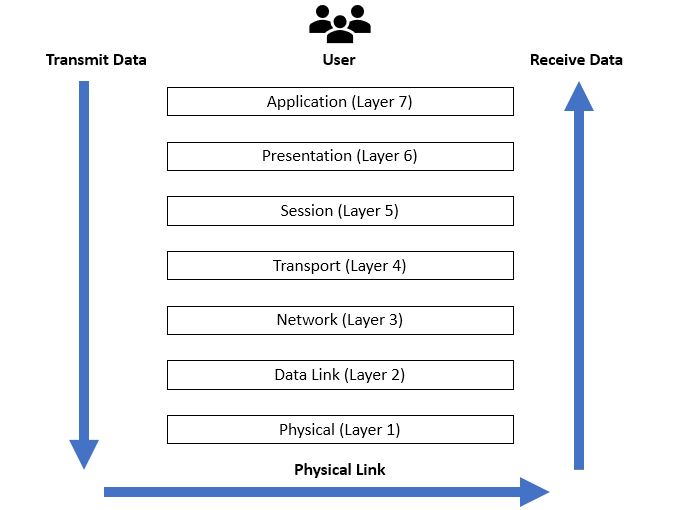 Transmit Data
User
Receive Data
Application (Layer 7)
Presentation (Layer 6)
Session (Layer 5)
Transport (Layer 4)
Network (Layer 3)
Data Link (Layer 2)
Physical (Layer 1)
Physical Link